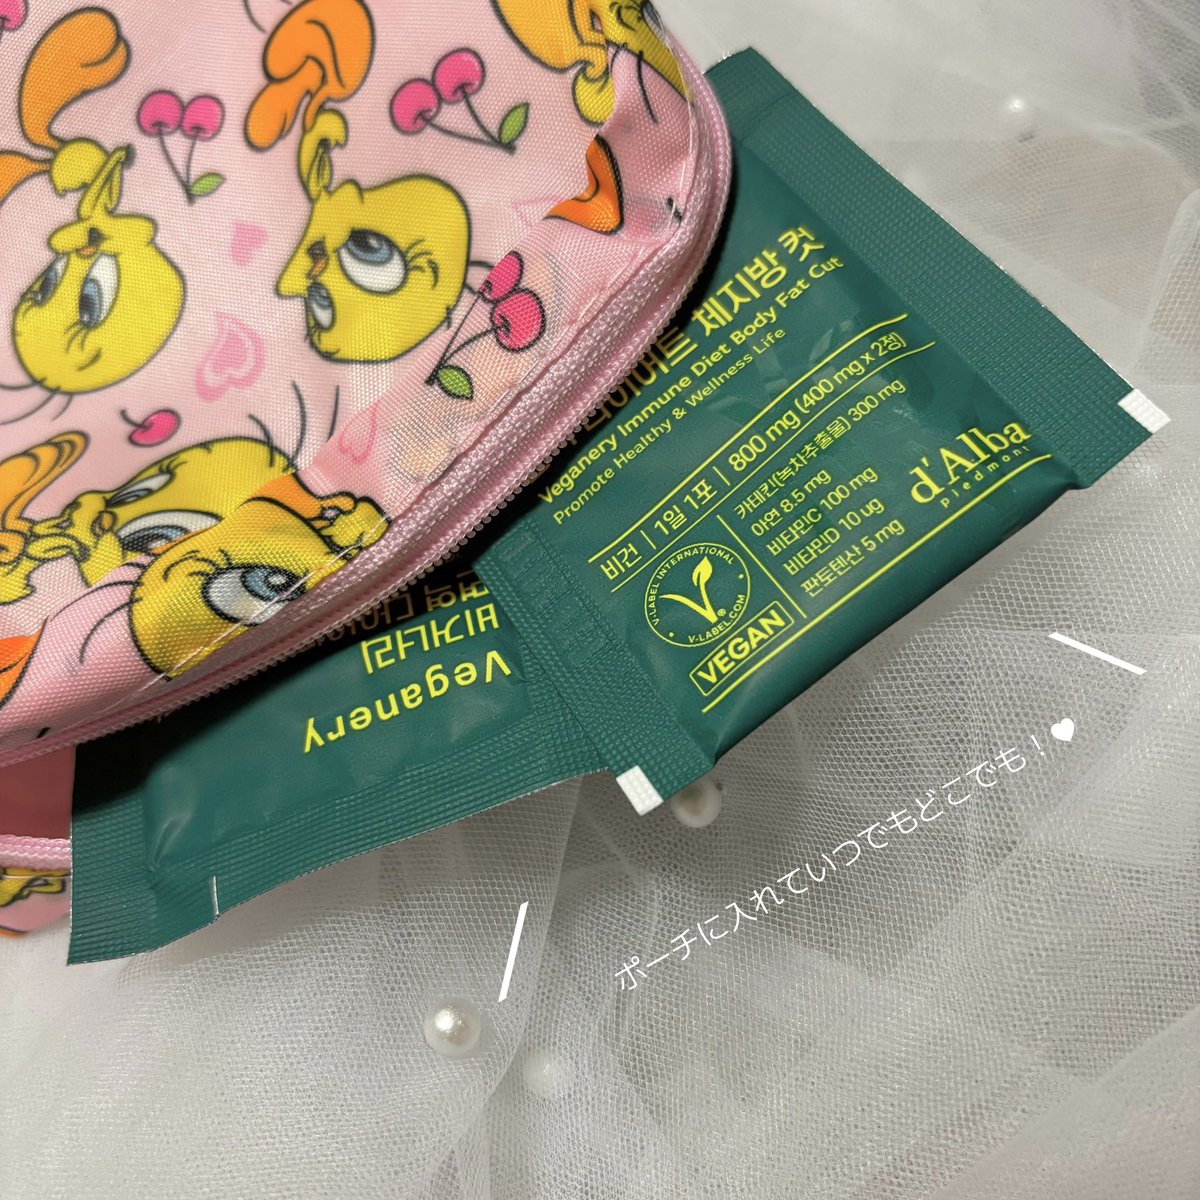 체지방 컷
Veganery Immune Diet Body Fat Cut
Promote Healthy & Wellness Life
비건 | 1일 1포 | 800 mg (400 mg x 2정)
카테킨(녹차추출물) 300 mg
아연 8.5 mg
비타민C 100 mg
비타민D 10 ug
판토텐산 5 mg
V-LABEL INTERNATIONAL
V-LABEL.COM
VEGAN
d'Alba
Piedmont
Veganery
비거너리
ポーチに入れていつでもどこでも！♥